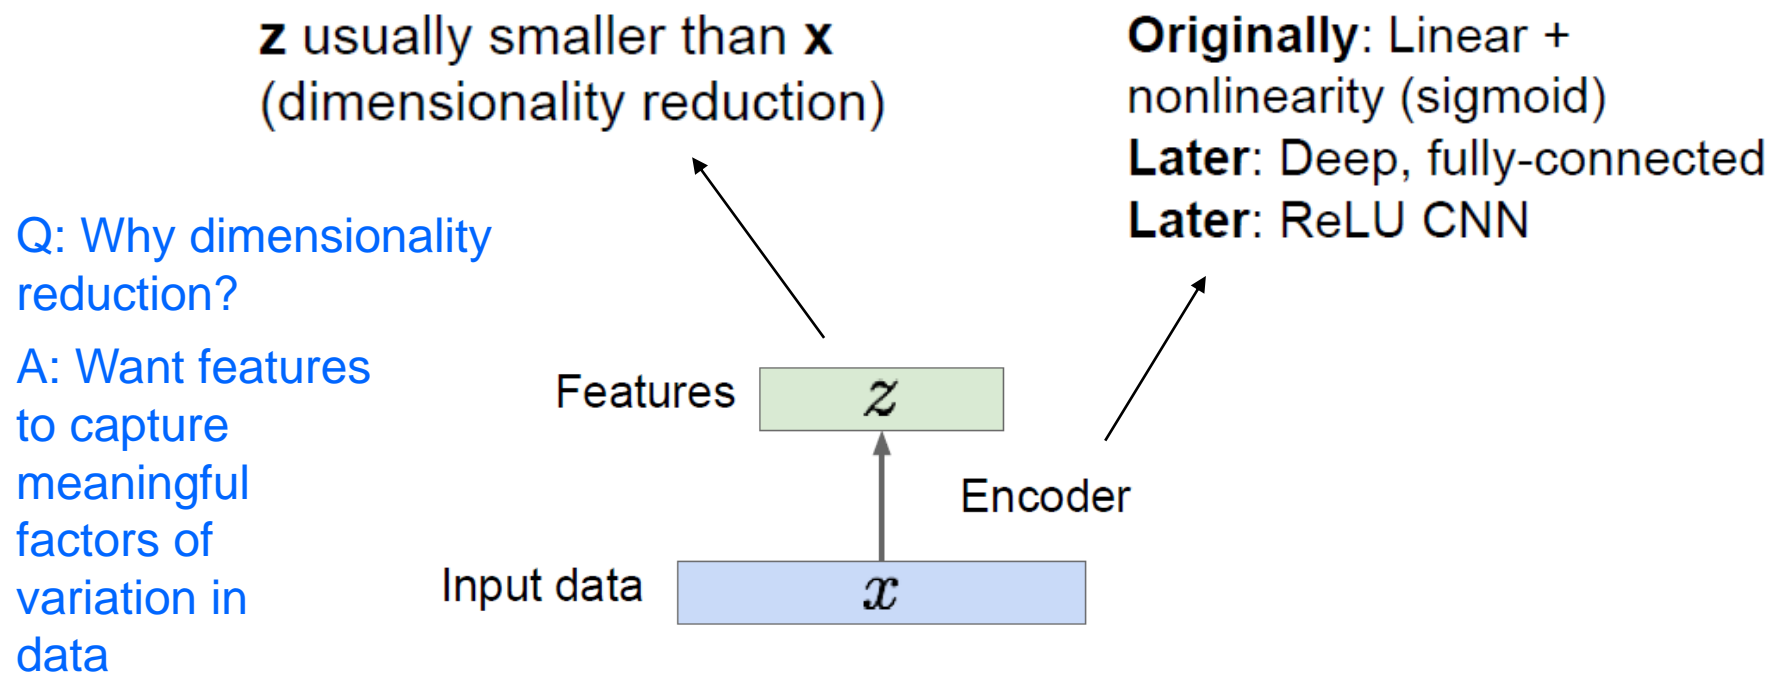 z usually smaller than x
(dimensionality reduction)
Originally: Linear +
nonlinearity (sigmoid)
Later: Deep, fully-connected
Later: ReLU CNN
Q: Why dimensionality
reduction?
A: Want features
to capture
meaningful
factors of
variation in
data
Features
z
Encoder
Input data
x